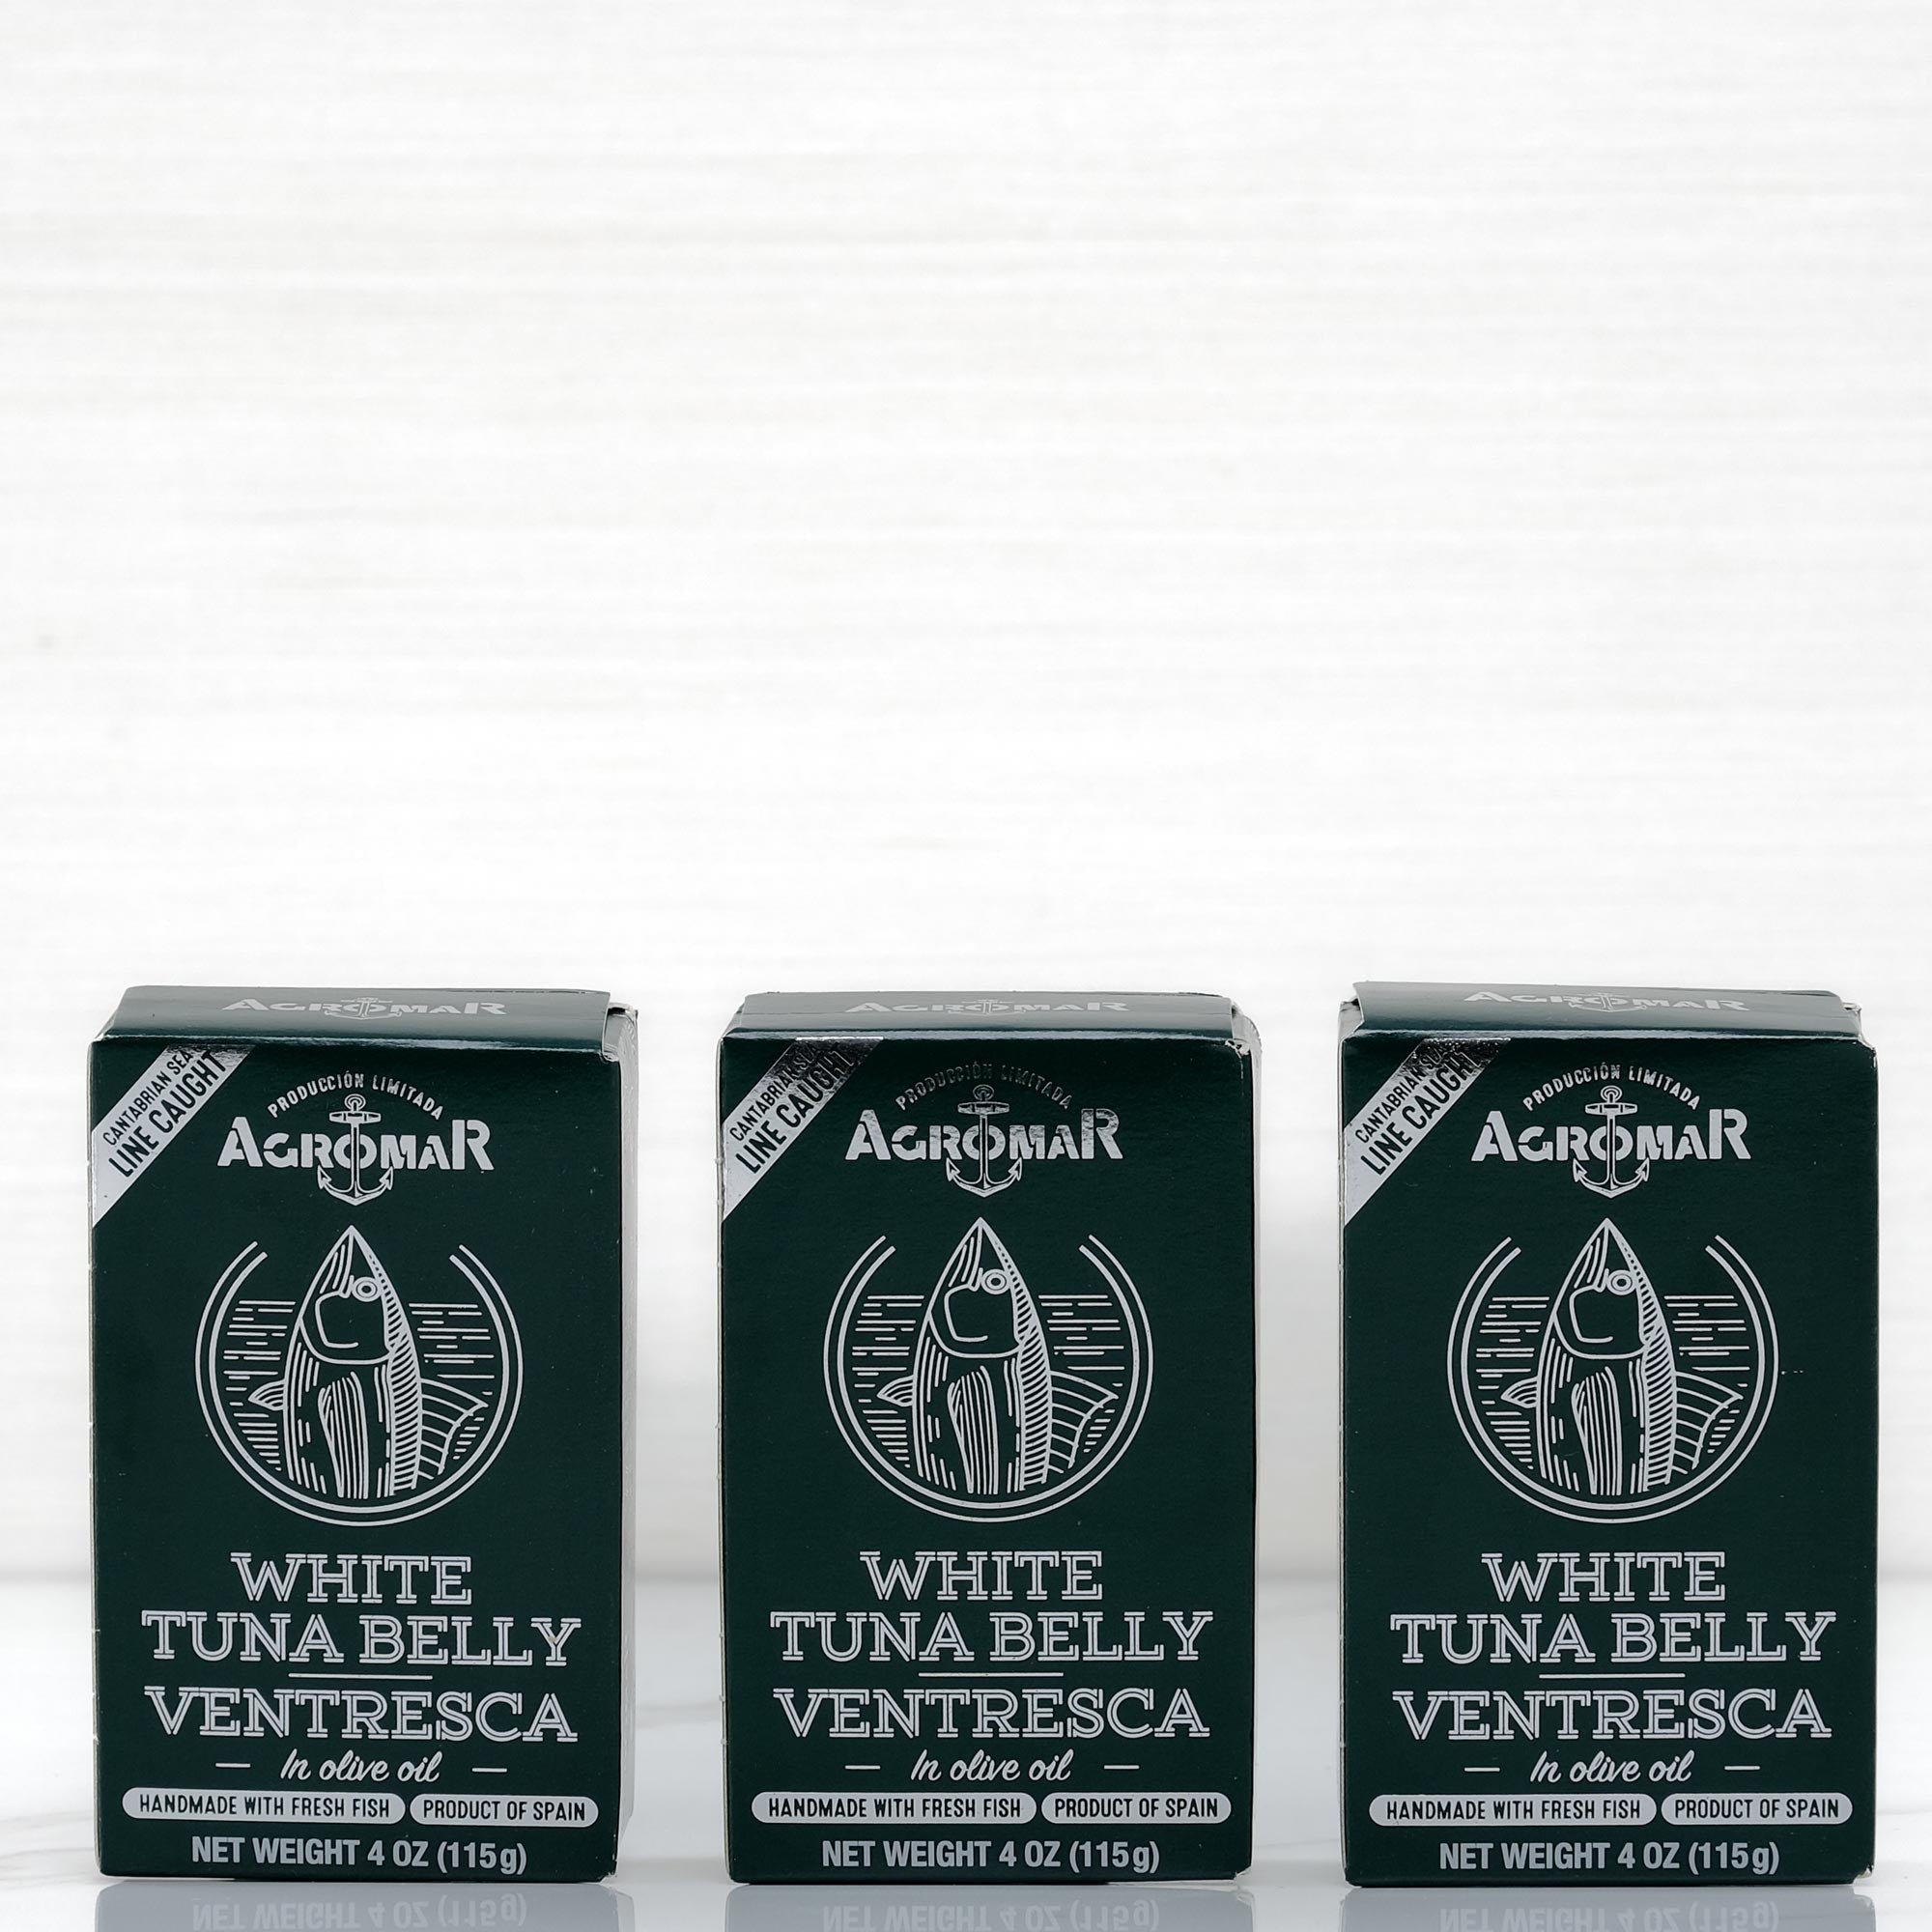 AGROMAR
CANTABRIAN SEA
LINE CAUGHT
PRODUCCIÓN LIMITADA
AGROMAR
WHITE
TUNA BELLY
VENTRESCA
In olive oil
HANDMADE WITH FRESH FISH
PRODUCT OF SPAIN
NET WEIGHT 4 OZ (115g)
AGROMAR
CANTABRIAN SEA
LINE CAUGHT
PRODUCCIÓN LIMITADA
AGROMAR
WHITE
TUNA BELLY
VENTRESCA
In olive oil
HANDMADE WITH FRESH FISH
PRODUCT OF SPAIN
NET WEIGHT 4 OZ (115g)
AGROMAR
CANTABRIAN SEA
LINE CAUGHT
PRODUCCIÓN LIMITADA
AGROMAR
WHITE
TUNA BELLY
VENTRESCA
In olive oil
HANDMADE WITH FRESH FISH
PRODUCT OF SPAIN
NET WEIGHT 4 OZ (115g)